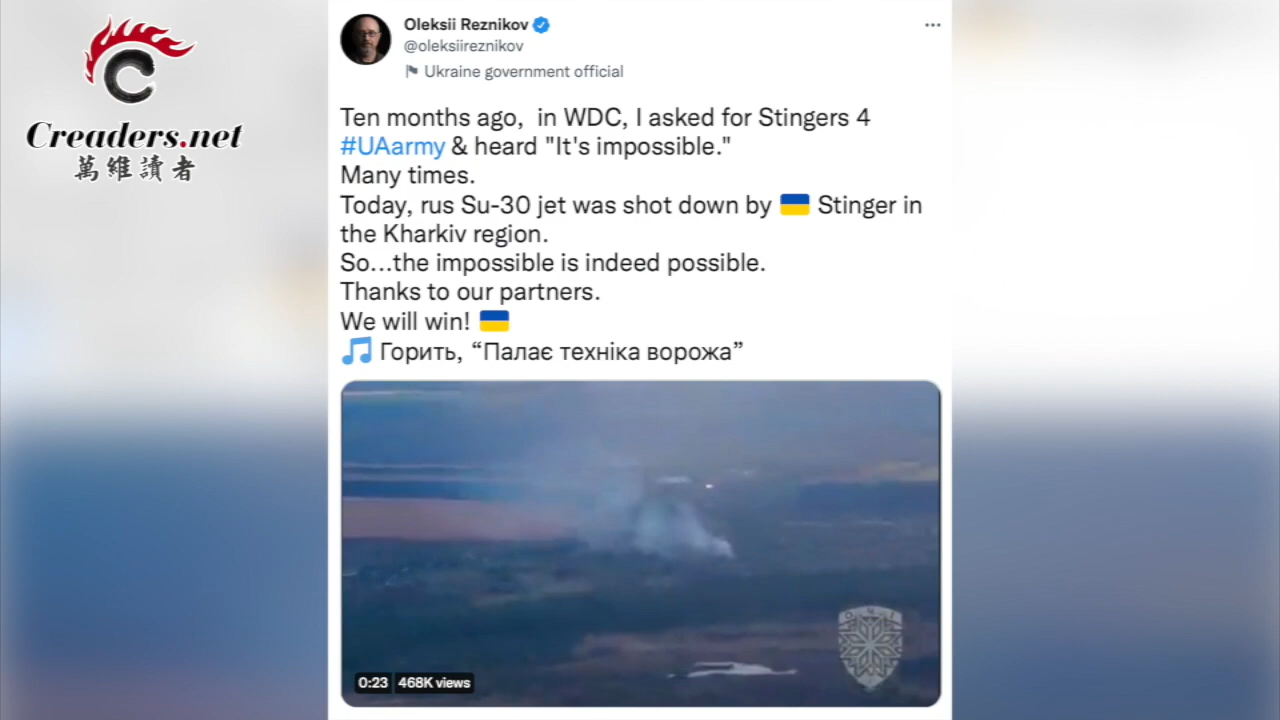 Creaders.net
萬維讀者
Oleksii Reznikov
@oleksiireznikov
Ukraine government official
Ten months ago, in WDC, I asked for Stingers 4
#UAarmy & heard "It's impossible."
Many times.
Today, rus Su-30 jet was shot down by 🇺🇦 Stinger in
the Kharkiv region.
So...the impossible is indeed possible.
Thanks to our partners.
We will win! 🇺🇦
🎵 Горить, “Палає техніка ворожа”
О Ч І
0:23 468K views